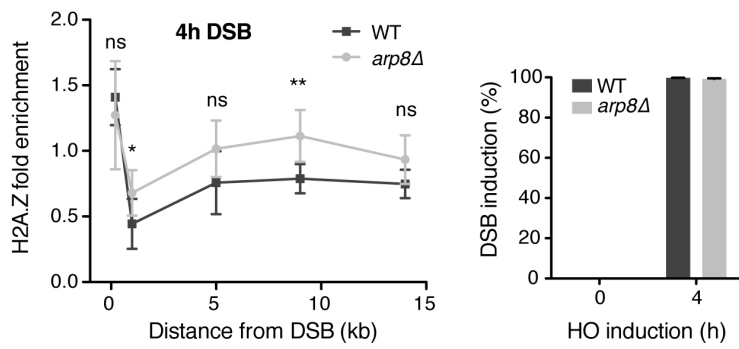 4h DSB
WT
arp8Δ
ns
*
ns
**
ns
H2A.Z fold enrichment
2.0
1.5
1.0
0.5
0.0
0
5
10
15
Distance from DSB (kb)
WT
arp8Δ
DSB induction (%)
100
80
60
40
20
0
0
4
HO induction (h)